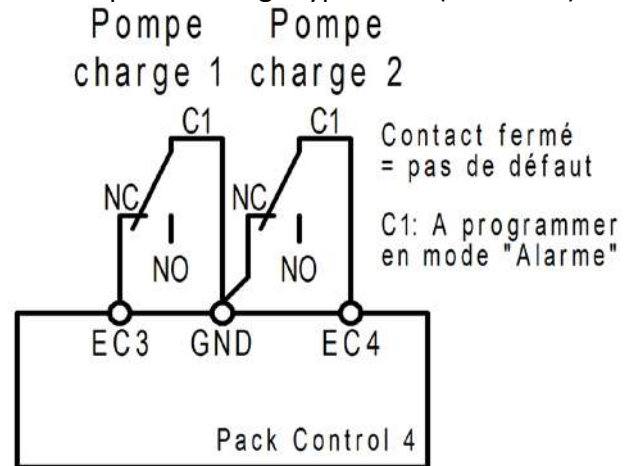 Pompe Pompe
charge 1 charge 2
C1 C1
Contact fermé
= pas de défaut
NC NC
C1: A programmer
en mode "Alarme"
NO NO
EC3 GND EC4
Pack Control 4